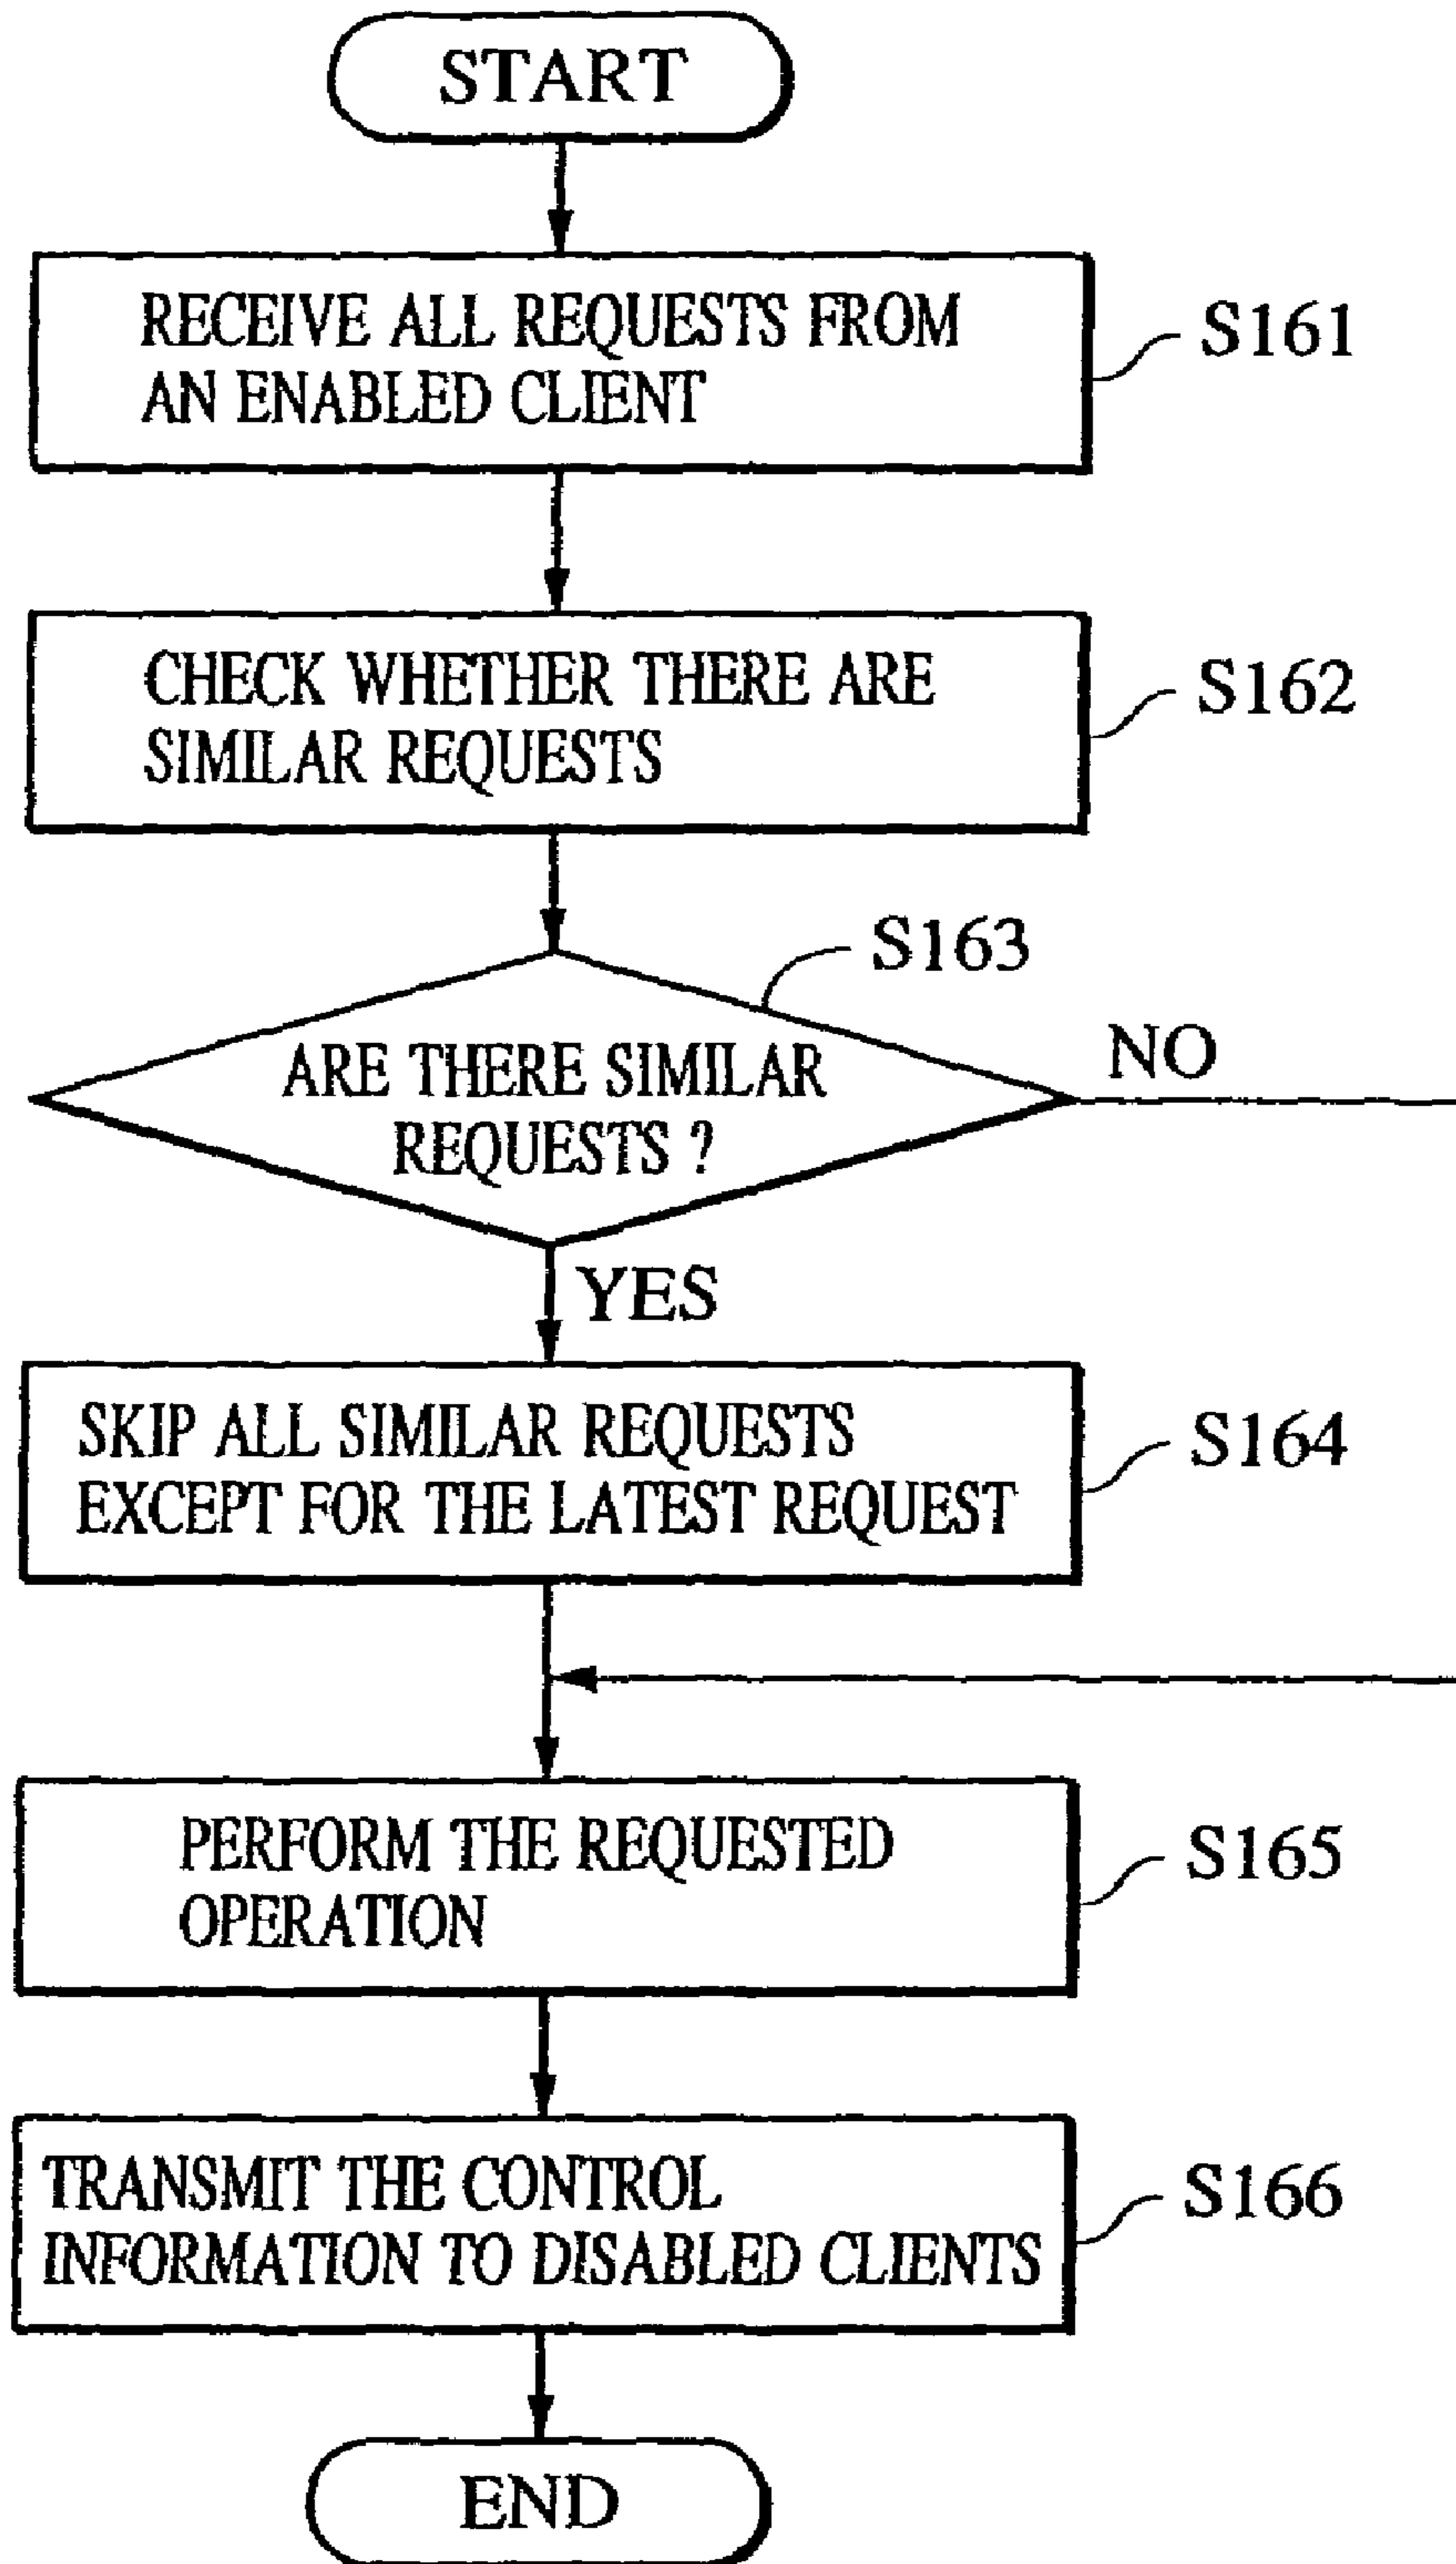 START
RECEIVE ALL REQUESTS FROM
AN ENABLED CLIENT
S161
CHECK WHETHER THERE ARE
SIMILAR REQUESTS
S162
S163
ARE THERE SIMILAR
REQUESTS ?
NO
YES
SKIP ALL SIMILAR REQUESTS
EXCEPT FOR THE LATEST REQUEST
S164
PERFORM THE REQUESTED
OPERATION
S165
TRANSMIT THE CONTROL
INFORMATION TO DISABLED CLIENTS
S166
END